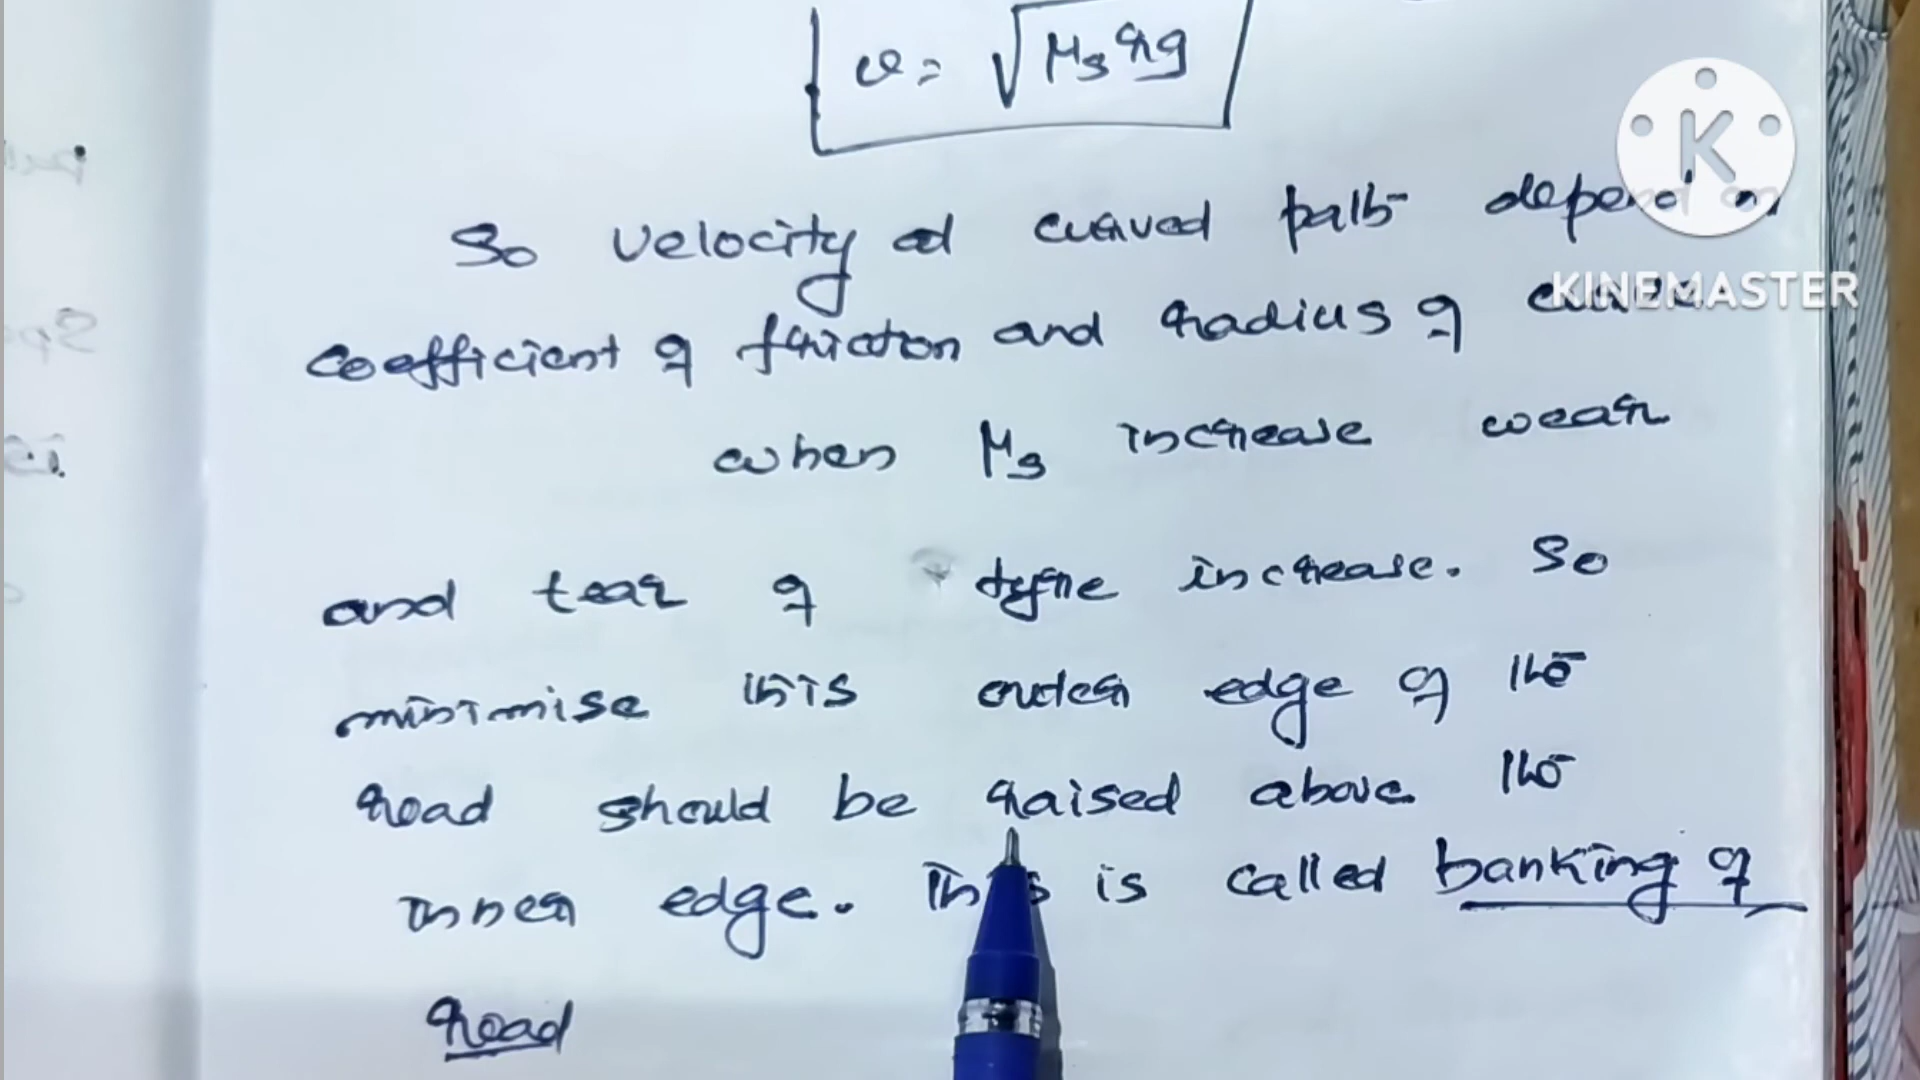 v = √μsrg
So velocity at curved path depend on
coefficient of friction and radius of curve.
when μs increase wear
and tear of tyre increase. So
minimise this outer edge of the
road should be raised above the
inner edge. This is called banking of
road
K
KINEMASTER